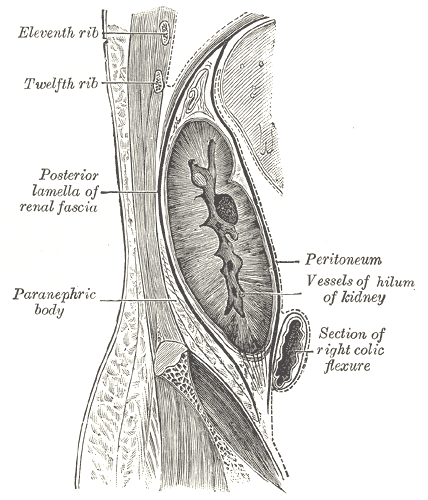 Eleventh rib
Twelfth rib
Posterior
lamella of
renal fascia
Paranephric
body
Peritoneum
Vessels of hilum
of kidney
Section of
right colic
flexure